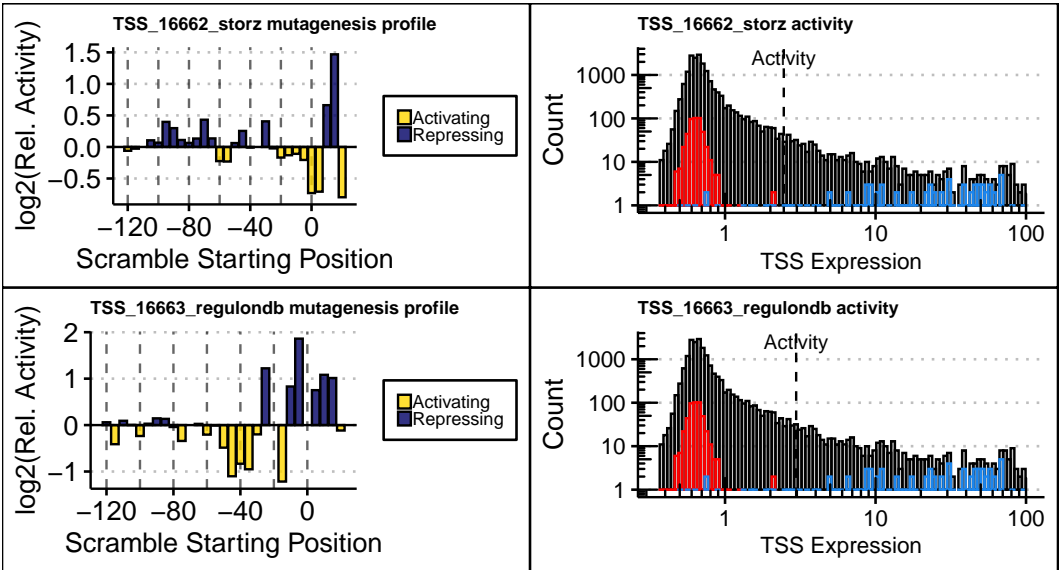 TSS_16662_storz mutagenesis profile
log2(Rel. Activity)
1.5
1.0
0.5
0.0
−0.5
−120 −80 −40 0
Scramble Starting Position
Activating
Repressing
TSS_16662_storz activity
Activity
Count
1000
100
10
1
1 10 100
TSS Expression
TSS_16663_regulondb mutagenesis profile
log2(Rel. Activity)
2
1
0
−1
−120 −80 −40 0
Scramble Starting Position
Activating
Repressing
TSS_16663_regulondb activity
Activity
Count
1000
100
10
1
1 10 100
TSS Expression